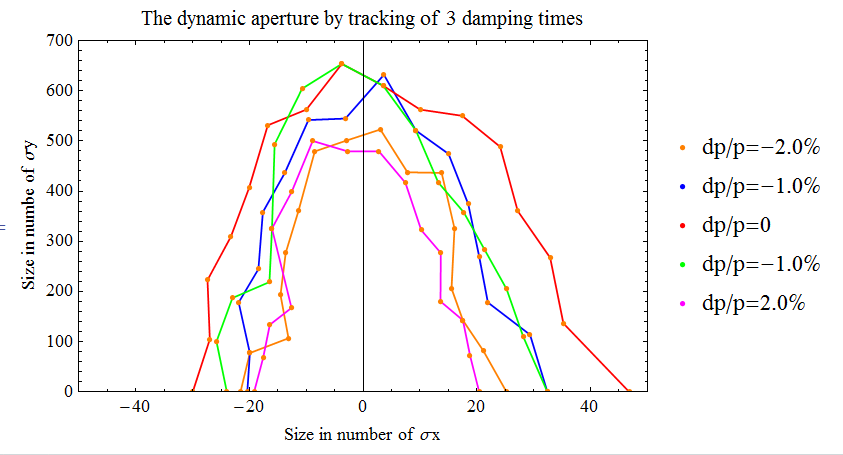 The dynamic aperture by tracking of 3 damping times
700
600
500
400
300
200
100
0
Size in numbe of σy
=
−40
−20
0
20
40
Size in number of σx
dp/p=−2.0%
dp/p=−1.0%
dp/p=0
dp/p=−1.0%
dp/p=2.0%